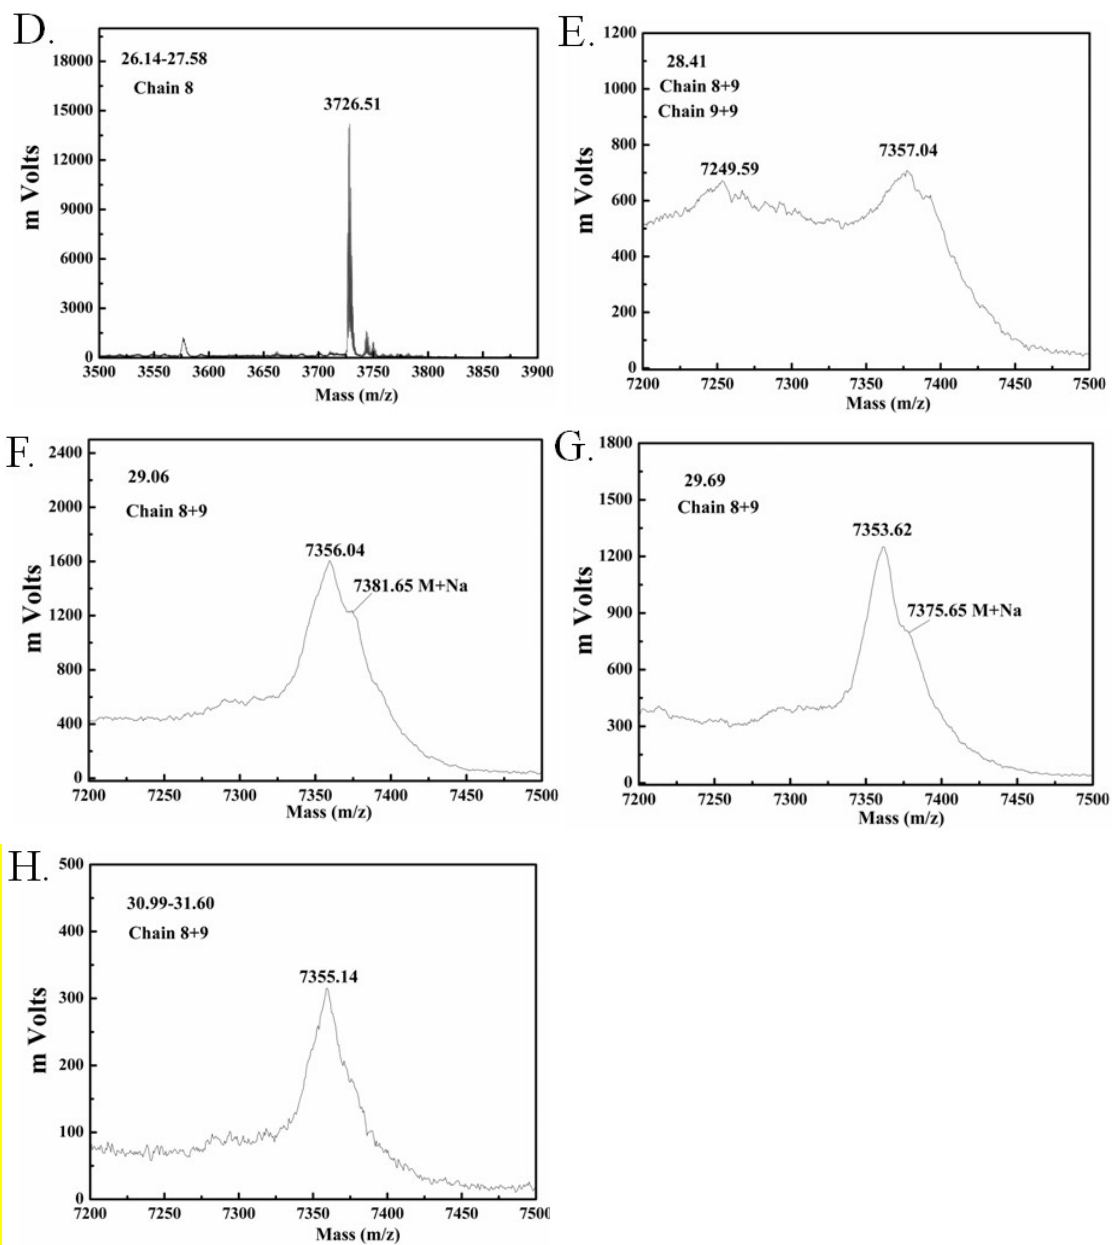 D.
26.14-27.58
Chain 8
3726.51
18000
15000
12000
9000
6000
3000
0
m Volts
3500 3550 3600 3650 3700 3750 3800 3850 3900
Mass (m/z)
E.
28.41
Chain 8+9
Chain 9+9
7249.59
7357.04
1200
1000
800
600
400
200
0
m Volts
7200 7250 7300 7350 7400 7450 7500
Mass (m/z)
F.
29.06
Chain 8+9
7356.04
7381.65 M+Na
2400
2000
1600
1200
800
400
0
m Volts
7200 7250 7300 7350 7400 7450 7500
Mass (m/z)
G.
29.69
Chain 8+9
7353.62
7375.65 M+Na
1800
1500
1200
900
600
300
0
m Volts
7200 7250 7300 7350 7400 7450 7500
Mass (m/z)
H.
30.99-31.60
Chain 8+9
7355.14
500
400
300
200
100
0
m Volts
7200 7250 7300 7350 7400 7450 7500
Mass (m/z)